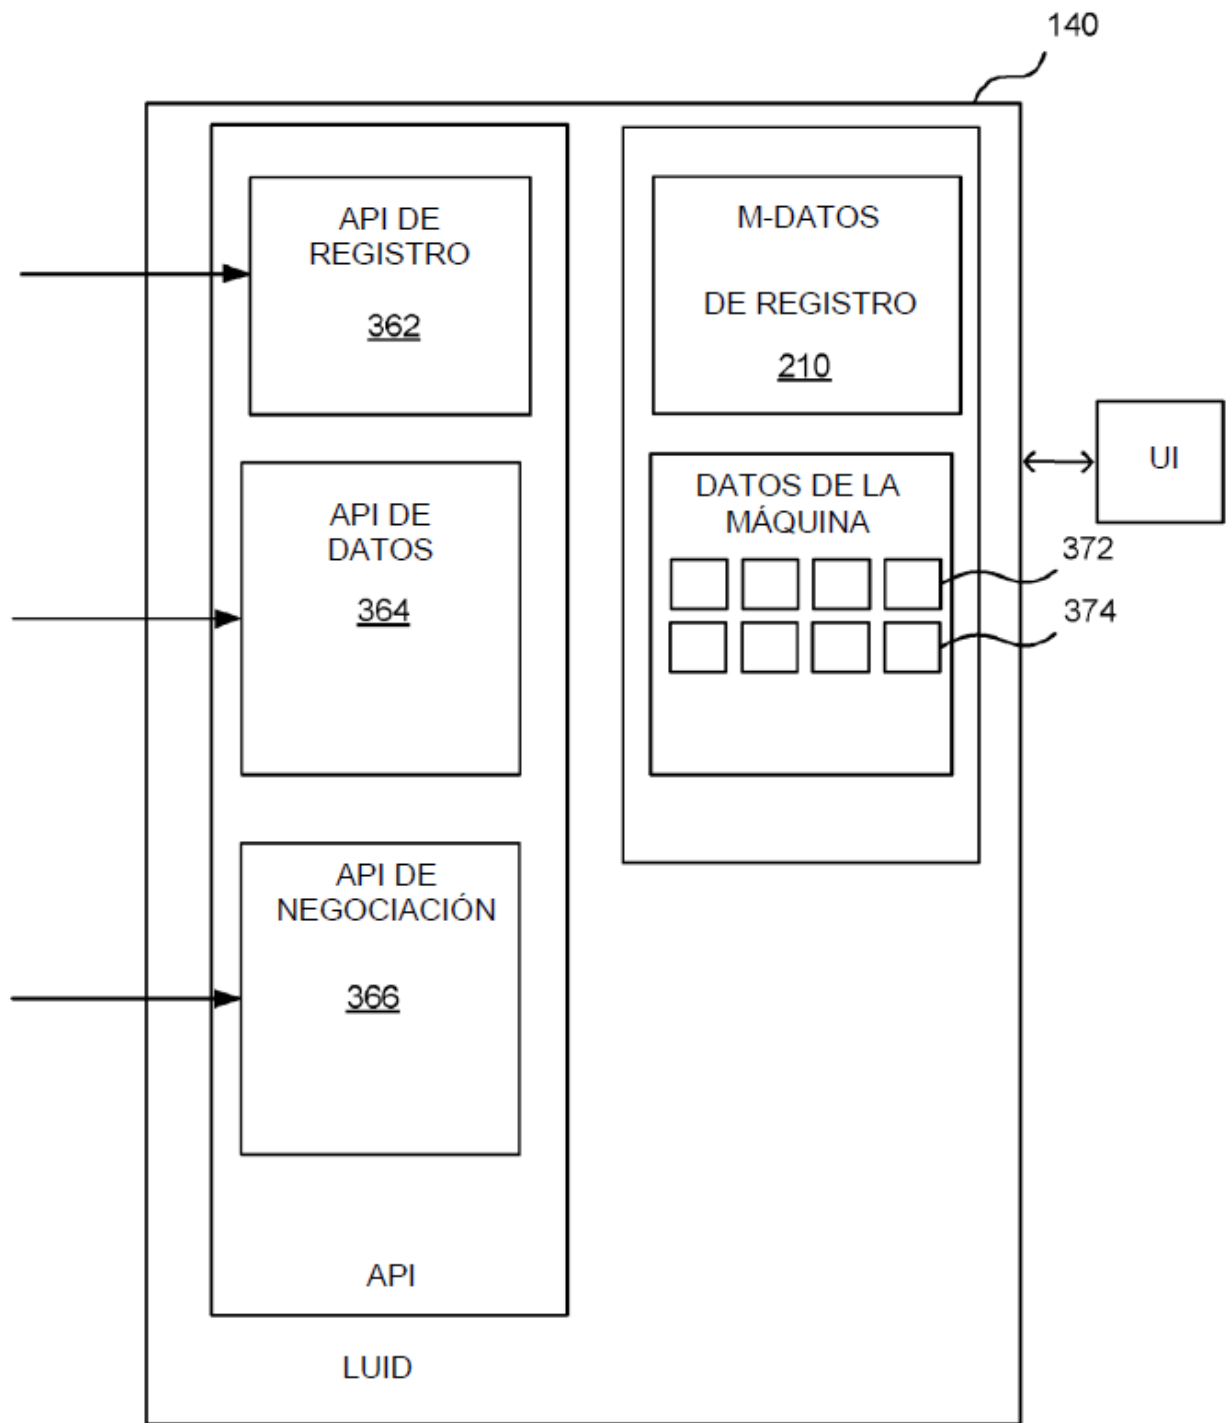 140
API DE
REGISTRO
362
M-DATOS
DE REGISTRO
210
UI
DATOS DE LA
MÁQUINA
372
374
API DE
DATOS
364
API DE
NEGOCIACIÓN
366
API
LUID